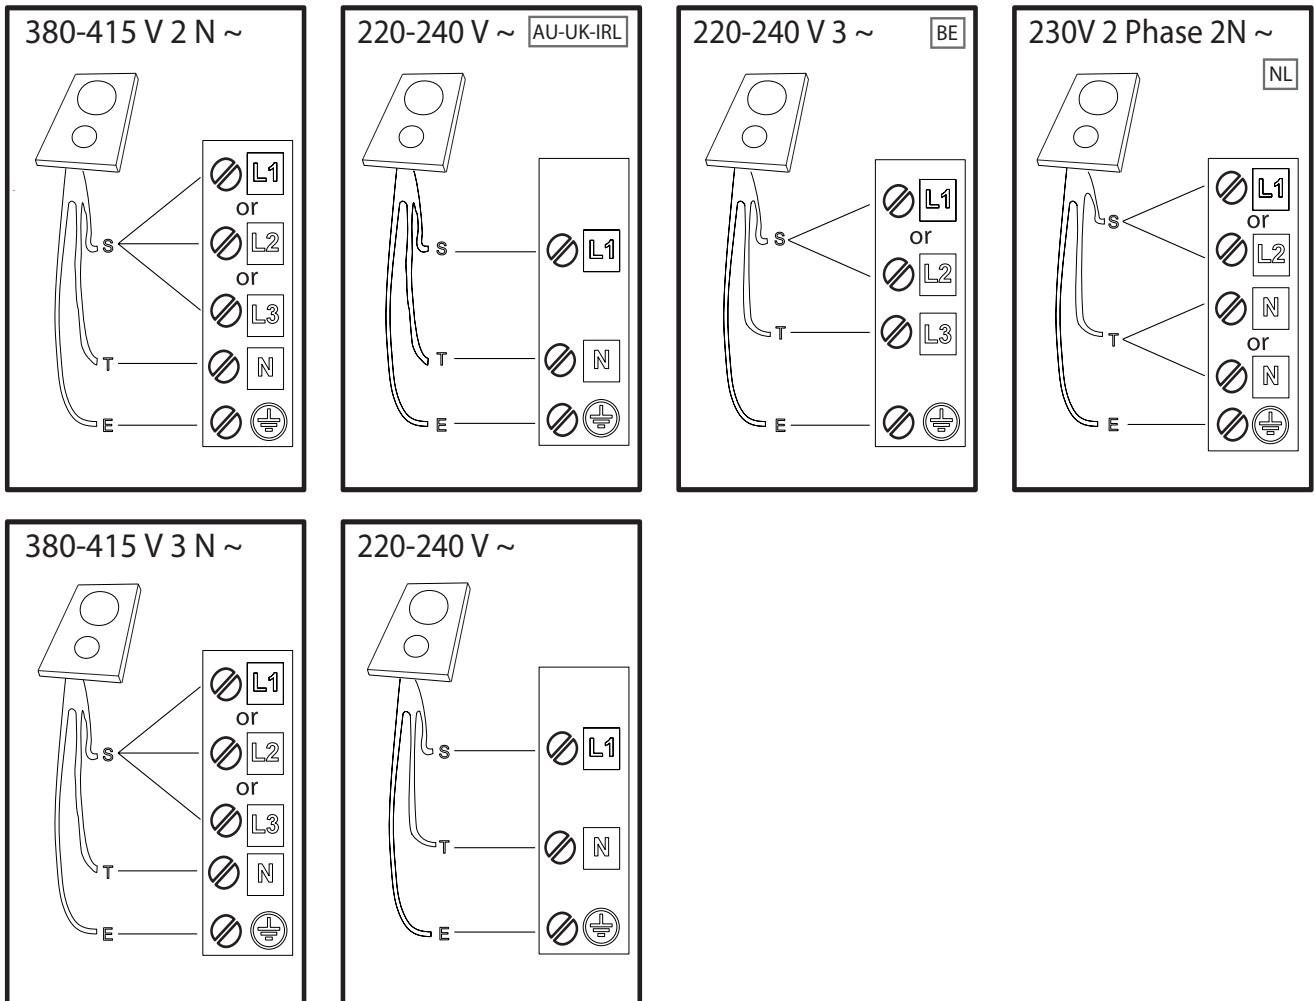 380-415 V 2 N ~
L1
or
S
L2
or
L3
T
N
E
220-240 V ~ AU-UK-IRL
S
L1
T
N
E
220-240 V 3 ~ BE
L1
S
or
L2
T
L3
E
230V 2 Phase 2N ~
NL
L1
S
or
L2
N
T
or
N
E
380-415 V 3 N ~
L1
or
S
L2
or
L3
T
N
E
220-240 V ~
S
L1
T
N
E